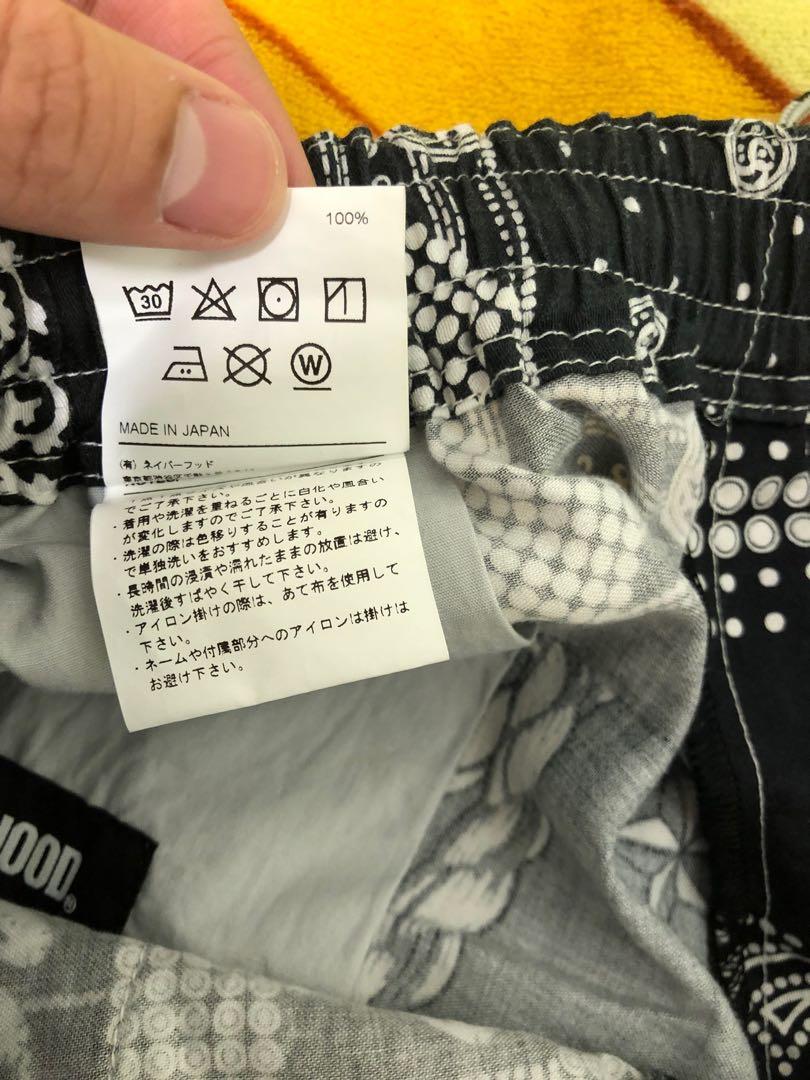 100%
30
W
MADE IN JAPAN
(有) ネイバーフッド
でご了承下さい。
・着用や洗濯を重ねるごとに白化や風合い
が変化しますのでご了承下さい。
・洗濯の際は色移りすることが有りますの
で単独洗いをおすすめします。
・長時間の浸漬や濡れたままの放置は避け、
洗濯後すばやく干して下さい。
・アイロン掛けの際は、あて布を使用して
下さい。
・ネームや付属部分へのアイロンは掛けは
お避け下さい。
HOOD®